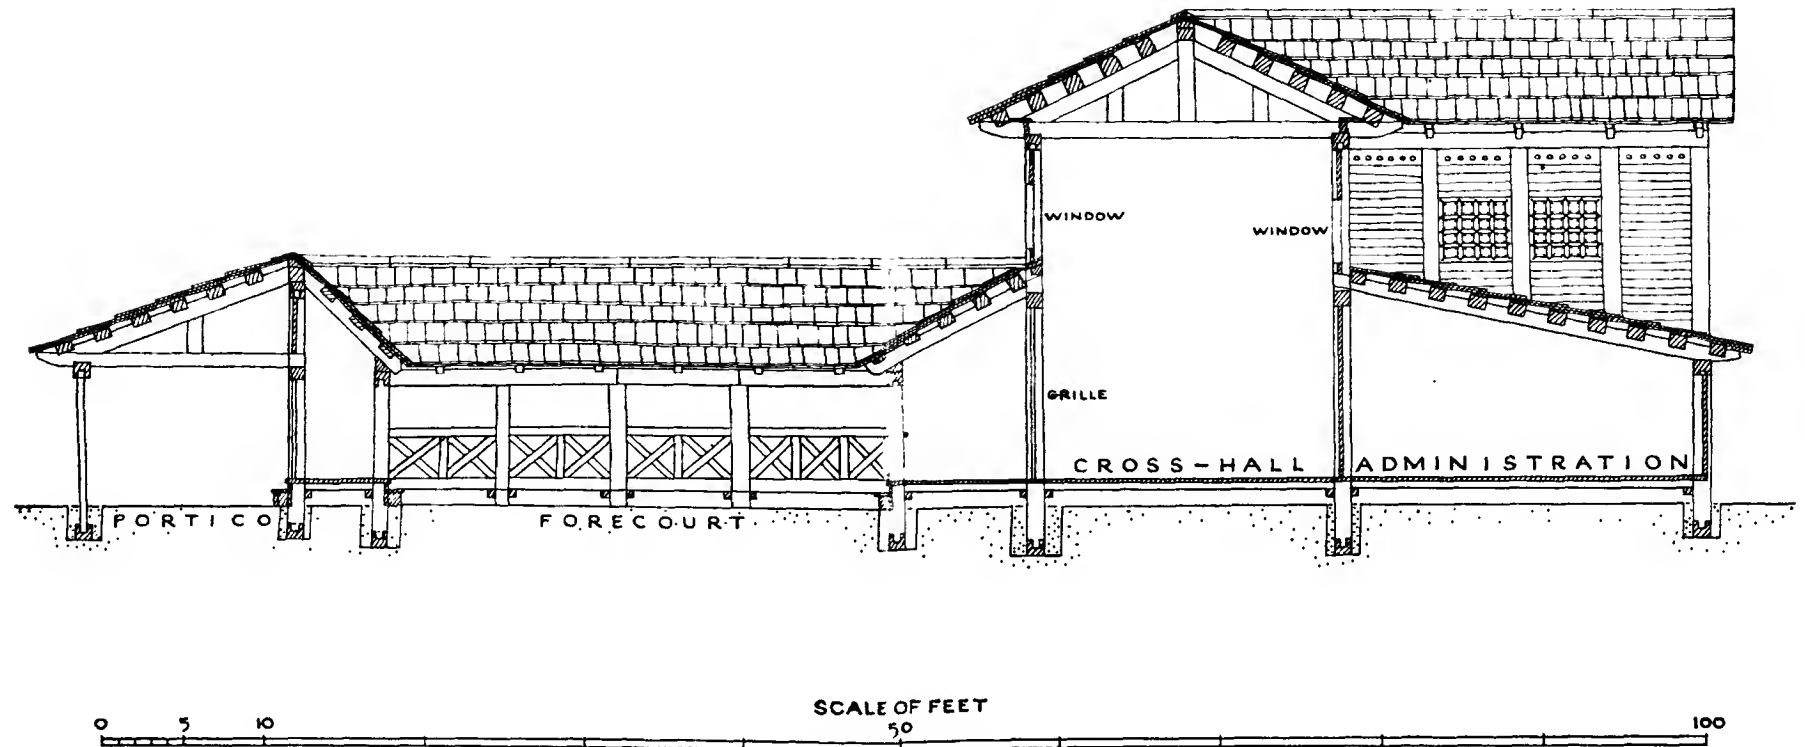 WINDOW
WINDOW
GRILLE
CROSS-HALL ADMINISTRATION
PORTICO FORECOURT
SCALE OF FEET
0 5 10 50 100